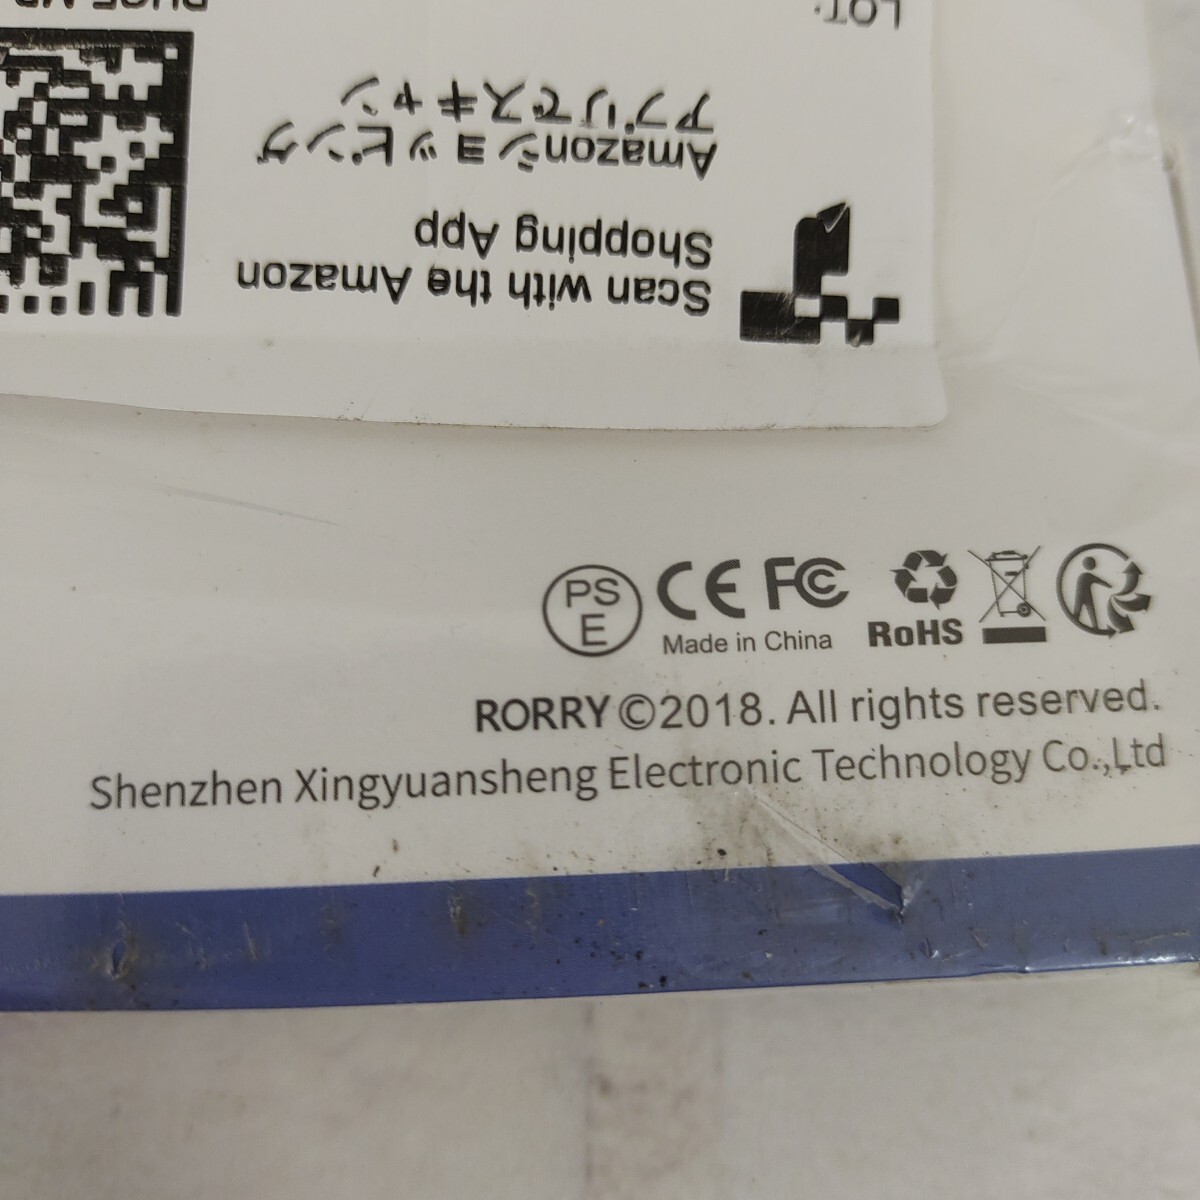 LOT:
アプリでスキャン
Amazonショッピング
Shopping App
Scan with the Amazon
PS
E
CE FC
Made in China
RoHS
RORRY ©2018. All rights reserved.
Shenzhen Xingyuansheng Electronic Technology Co.,Ltd